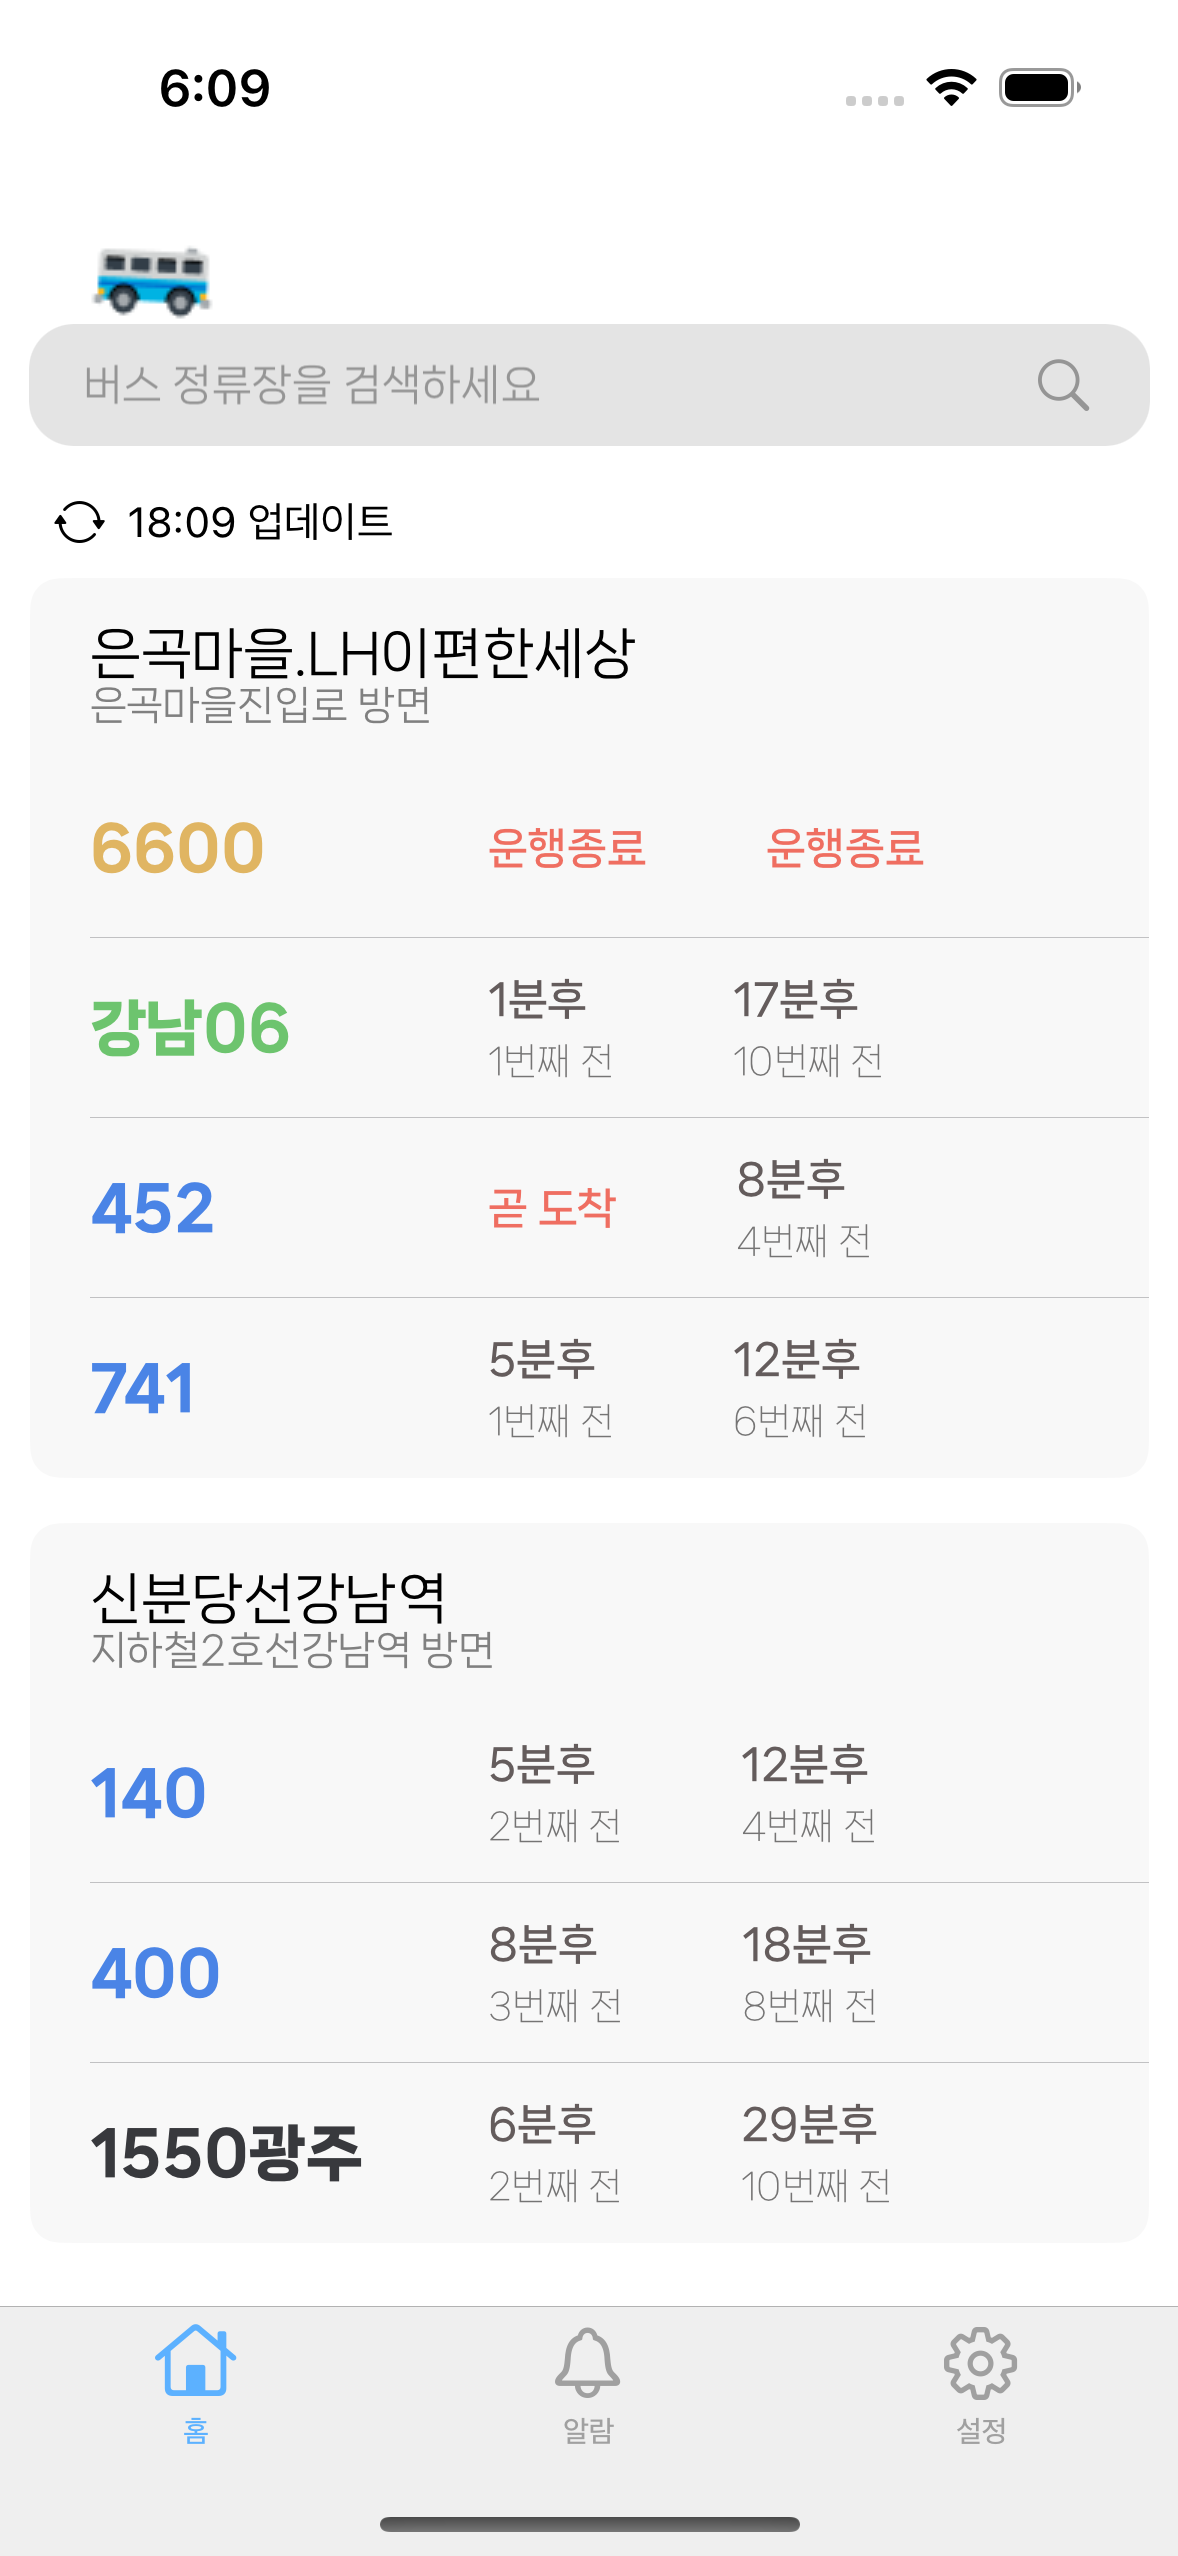 6:09
버스 정류장을 검색하세요
18:09 업데이트
은곡마을.LH이편한세상
은곡마을진입로 방면
6600 운행종료 운행종료
강남06 1분후 17분후
1번째 전 10번째 전
452 곧 도착 8분후
4번째 전
741 5분후 12분후
1번째 전 6번째 전
신분당선강남역
지하철2호선강남역 방면
140 5분후 12분후
2번째 전 4번째 전
400 8분후 18분후
3번째 전 8번째 전
1550광주 6분후 29분후
2번째 전 10번째 전
홈 알람 설정